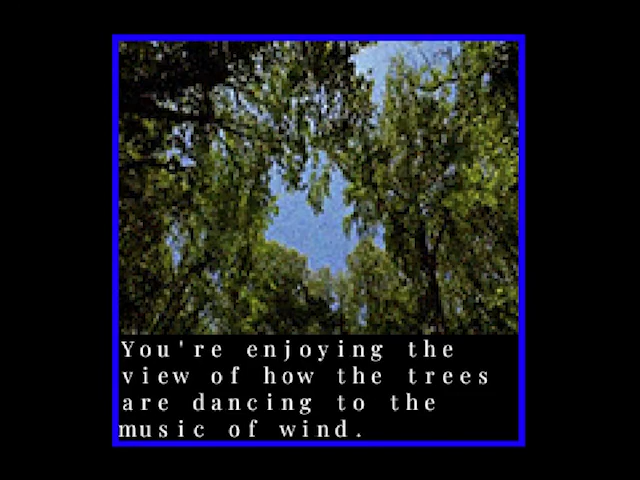 You're enjoying the
view of how the trees
are dancing to the
music of wind.